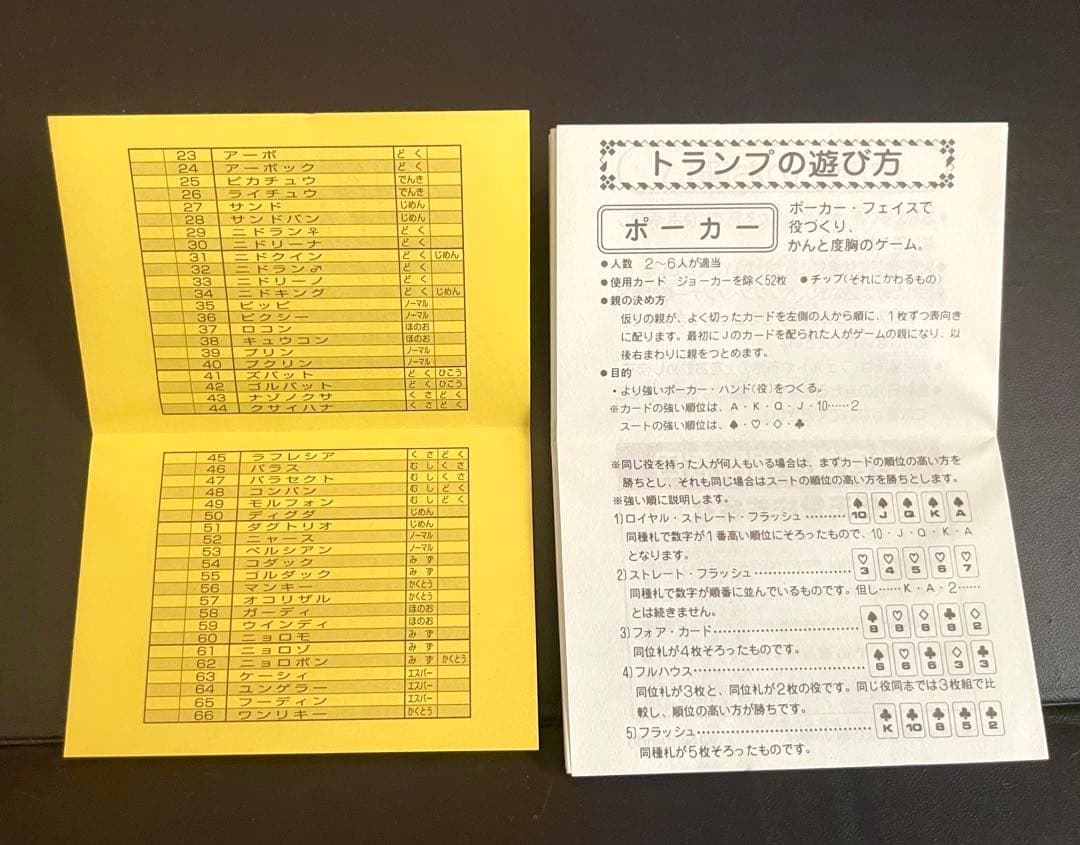 23 アーボ どく
24 アーボック どく
25 ピカチュウ でんき
26 ライチュウ でんき
27 サンド じめん
28 サンドパン じめん
29 ニドラン♀ どく
30 ニドリーナ どく
31 ニドクイン どく じめん
32 ニドラン♂ どく
33 ニドリーノ どく
34 ニドキング どく じめん
35 ピッピ ノーマル
36 ピクシー ノーマル
37 ロコン ほのお
38 キュウコン ほのお
39 プリン ノーマル
40 プクリン ノーマル
41 ズバット どく ひこう
42 ゴルバット どく ひこう
43 ナゾノクサ くさ どく
44 クサイハナ くさ どく
45 ラフレシア くさ どく
46 パラス むし くさ
47 パラセクト むし くさ
48 コンパン むし どく
49 モルフォン むし どく
50 ディグダ じめん
51 ダグトリオ じめん
52 ニャース ノーマル
53 ペルシアン ノーマル
54 コダック みず
55 ゴルダック みず
56 マンキー かくとう
57 オコリザル かくとう
58 ガーディ ほのお
59 ウインディ ほのお
60 ニョロモ みず
61 ニョロゾ みず
62 ニョロボン みず かくとう
63 ケーシィ エスパー
64 ユンゲラー エスパー
65 フーディン エスパー
66 ワンリキー かくとう
トランプの遊び方
ポーカー
ポーカー・フェイスで
役づくり、
かんと度胸のゲーム。
●人数 2〜6人が適当
●使用カード ジョーカーを除く52枚 ●チップ(それにかわるもの)
●親の決め方
仮りの親が、よく切ったカードを左側の人から順に、1枚ずつ表向き
に配ります。最初にJのカードを配られた人がゲームの親になり、以
後右まわりに親をつとめます。
●目的
・より強いポーカー・ハンド(役)をつくる。
※カードの強い順位は、A・K・Q・J・10……2
スートの強い順位は、♠・♡・♢・♣
※同じ役を持った人が何人もいる場合は、まずカードの順位の高い方を
勝ちとし、それも同じ場合はスートの順位の高い方を勝ちとします。
※強い順に説明します。
1)ロイヤル・ストレート・フラッシュ ……… ♠10 ♠J ♠Q ♠K ♠A
同種札で数字が1番高い順位にそろったもので、10・J・Q・K・A
となります。
2)ストレート・フラッシュ ……… ♡3 ♡4 ♡5 ♡6 ♡7
同種札で数字が順番に並んでいるものです。但し……K・A・2……
とは続きません。
3)フォア・カード ……… ♠8 ♡8 ♢8 ♣8 ♢2
同位札が4枚そろったものです。
4)フルハウス ……… ♠6 ♡6 ♣6 ♢3 ♣3
同位札が3枚と、同位札が2枚の役です。同じ役同志では3枚組で比
較し、順位の高い方が勝ちです。
5)フラッシュ ……… ♣K ♣10 ♣8 ♣5 ♣2
同種札が5枚そろったものです。